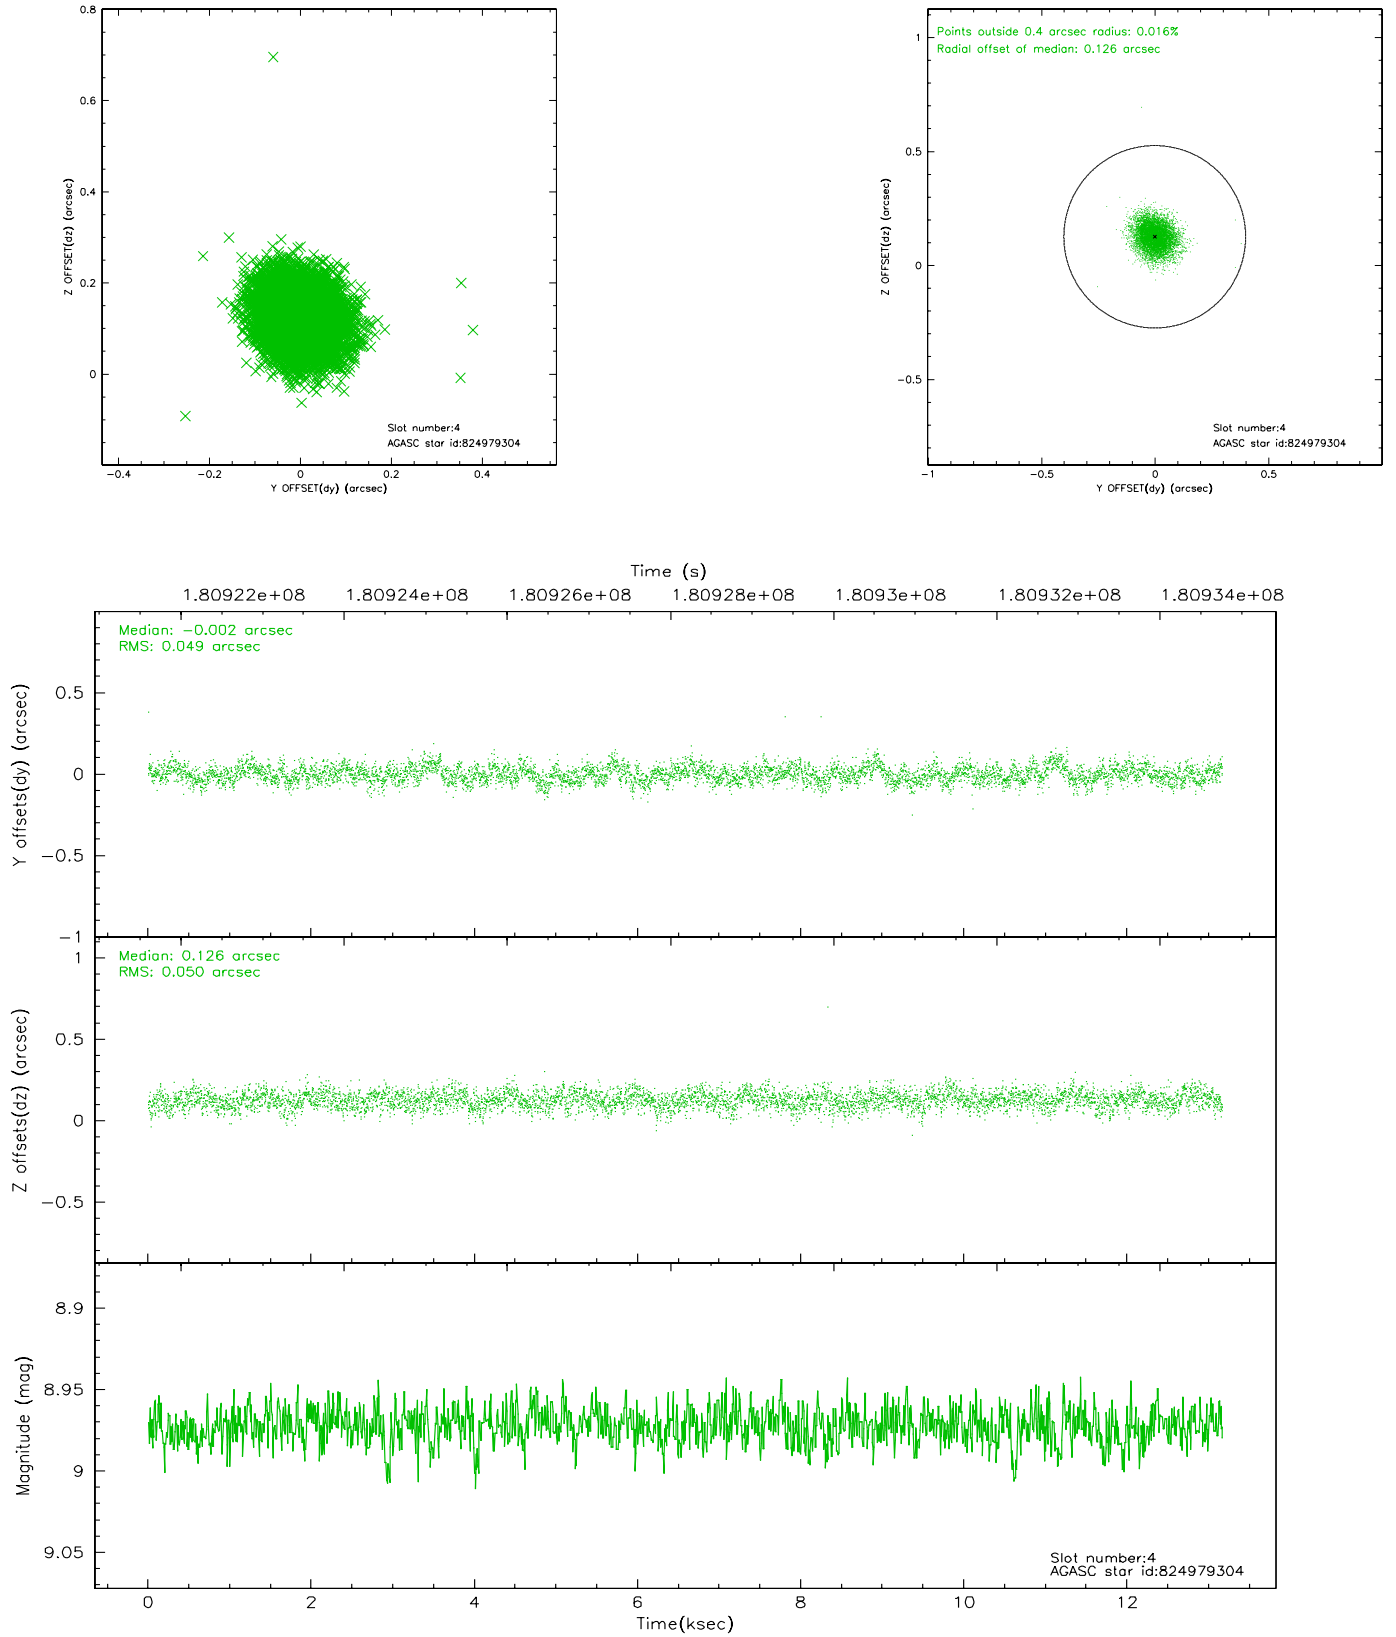 0.8
0.6
0.4
0.2
0
Z OFFSET(dz) (arcsec)
Slot number:4
AGASC star id:824979304
−0.4 −0.2 0 0.2 0.4
Y OFFSET(dy) (arcsec)
Points outside 0.4 arcsec radius: 0.016%
Radial offset of median: 0.126 arcsec
1
0.5
0
−0.5
Z OFFSET(dz) (arcsec)
Slot number:4
AGASC star id:824979304
−1 −0.5 0 0.5
Y OFFSET(dy) (arcsec)
Time (s)
1.80922e+08 1.80924e+08 1.80926e+08 1.80928e+08 1.8093e+08 1.80932e+08 1.80934e+08
Median: −0.002 arcsec
RMS: 0.049 arcsec
0.5
0
−0.5
−1
Y offsets(dy) (arcsec)
Median: 0.126 arcsec
RMS: 0.050 arcsec
1
0.5
0
−0.5
Z offsets(dz) (arcsec)
8.9
8.95
9
9.05
Magnitude (mag)
Slot number:4
AGASC star id:824979304
0 2 4 6 8 10 12
Time(ksec)